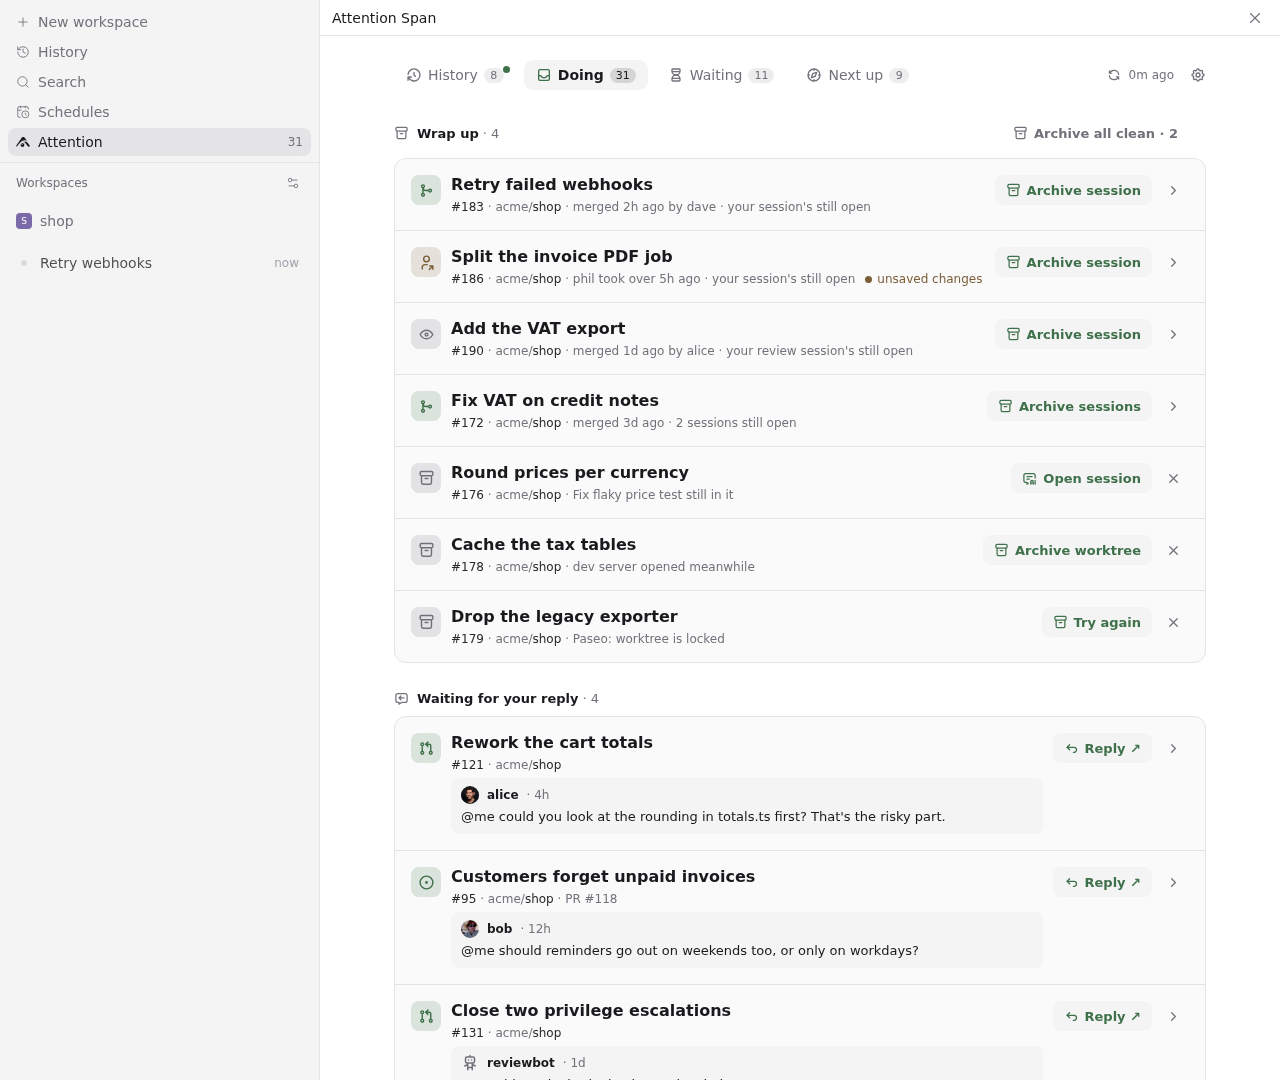 New workspace
History
Search
Schedules
Attention 31
Workspaces
S shop
Retry webhooks now
Attention Span
History 8 Doing 31 Waiting 11 Next up 9 0m ago
Wrap up · 4 Archive all clean · 2
Retry failed webhooks
#183 · acme/shop · merged 2h ago by dave · your session's still open
Archive session
Split the invoice PDF job
#186 · acme/shop · phil took over 5h ago · your session's still open unsaved changes
Archive session
Add the VAT export
#190 · acme/shop · merged 1d ago by alice · your review session's still open
Archive session
Fix VAT on credit notes
#172 · acme/shop · merged 3d ago · 2 sessions still open
Archive sessions
Round prices per currency
#176 · acme/shop · Fix flaky price test still in it
Open session
Cache the tax tables
#178 · acme/shop · dev server opened meanwhile
Archive worktree
Drop the legacy exporter
#179 · acme/shop · Paseo: worktree is locked
Try again
Waiting for your reply · 4
Rework the cart totals
#121 · acme/shop
Reply ↗
alice · 4h
@me could you look at the rounding in totals.ts first? That's the risky part.
Customers forget unpaid invoices
#95 · acme/shop · PR #118
Reply ↗
bob · 12h
@me should reminders go out on weekends too, or only on workdays?
Close two privilege escalations
#131 · acme/shop
Reply ↗
reviewbot · 1d